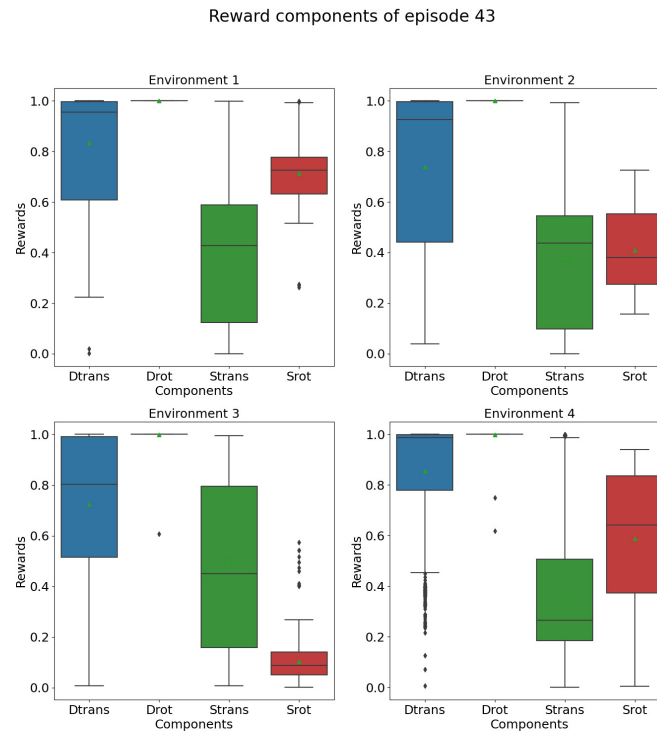 Reward components of episode 43
Environment 1
Environment 2
Rewards
1.0
0.8
0.6
0.4
0.2
0.0
Dtrans Drot Strans Srot
Components
Rewards
1.0
0.8
0.6
0.4
0.2
0.0
Dtrans Drot Strans Srot
Components
Environment 3
Environment 4
Rewards
1.0
0.8
0.6
0.4
0.2
0.0
Dtrans Drot Strans Srot
Components
Rewards
1.0
0.8
0.6
0.4
0.2
0.0
Dtrans Drot Strans Srot
Components